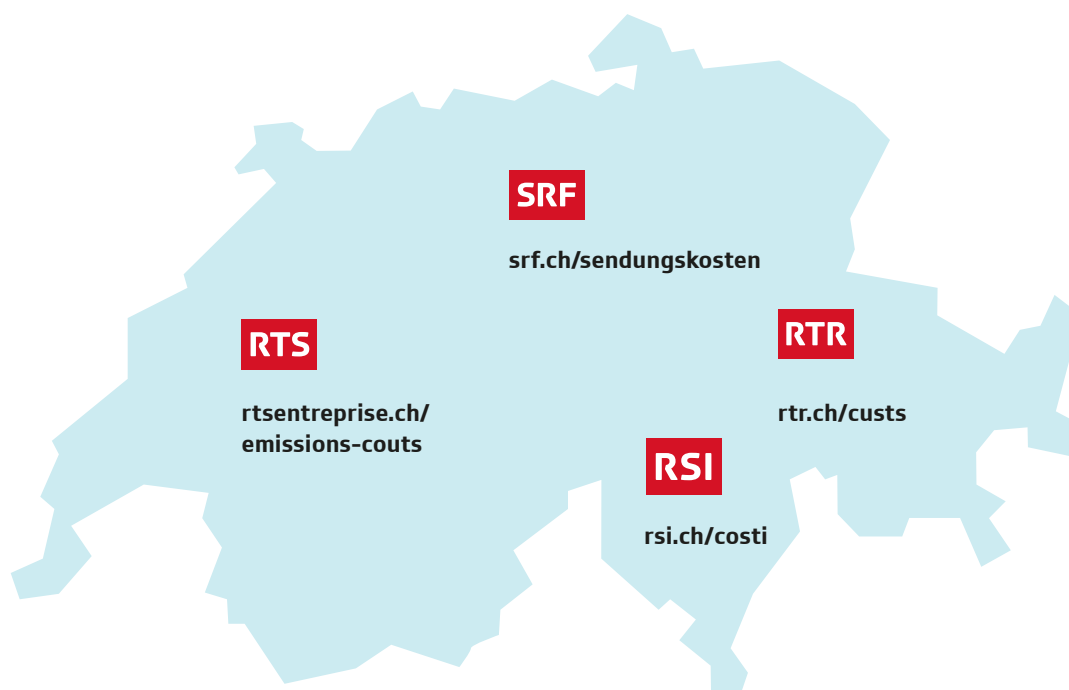 SRF
srf.ch/sendungskosten
RTS
rtsentreprise.ch/
emissions-couts
RTR
rtr.ch/custs
RSI
rsi.ch/costi